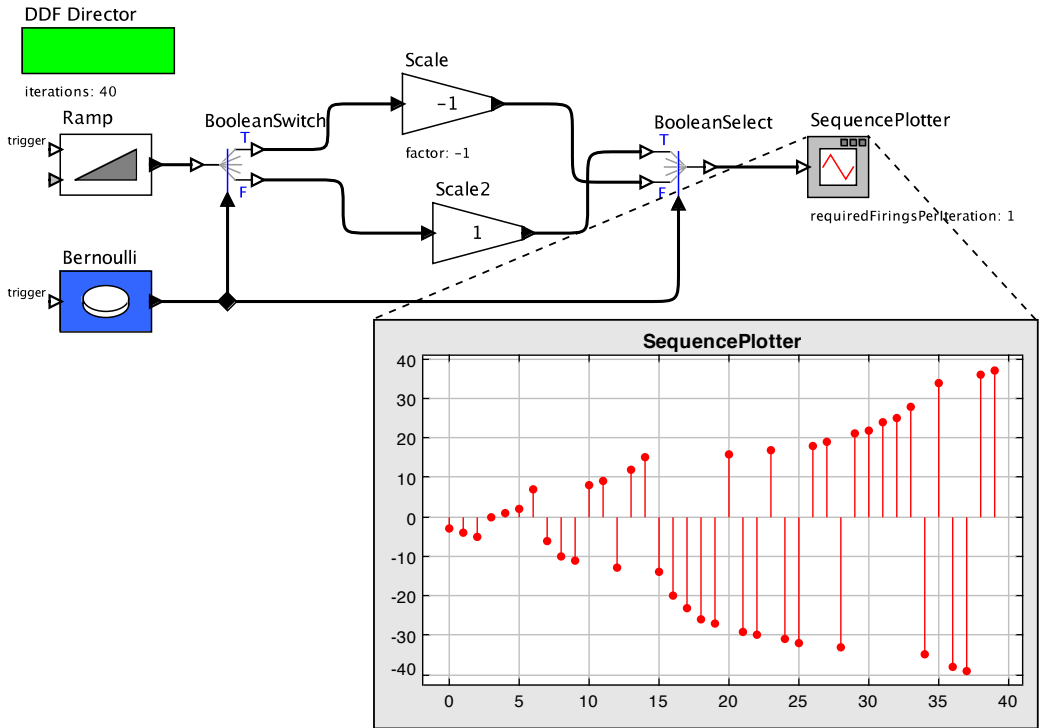 DDF Director
iterations: 40
Ramp
trigger
BooleanSwitch
T
F
Scale
-1
factor: -1
Scale2
1
BooleanSelect
T
F
SequencePlotter
requiredFiringsPerIteration: 1
Bernoulli
trigger
SequencePlotter
40
30
20
10
0
-10
-20
-30
-40
0 5 10 15 20 25 30 35 40